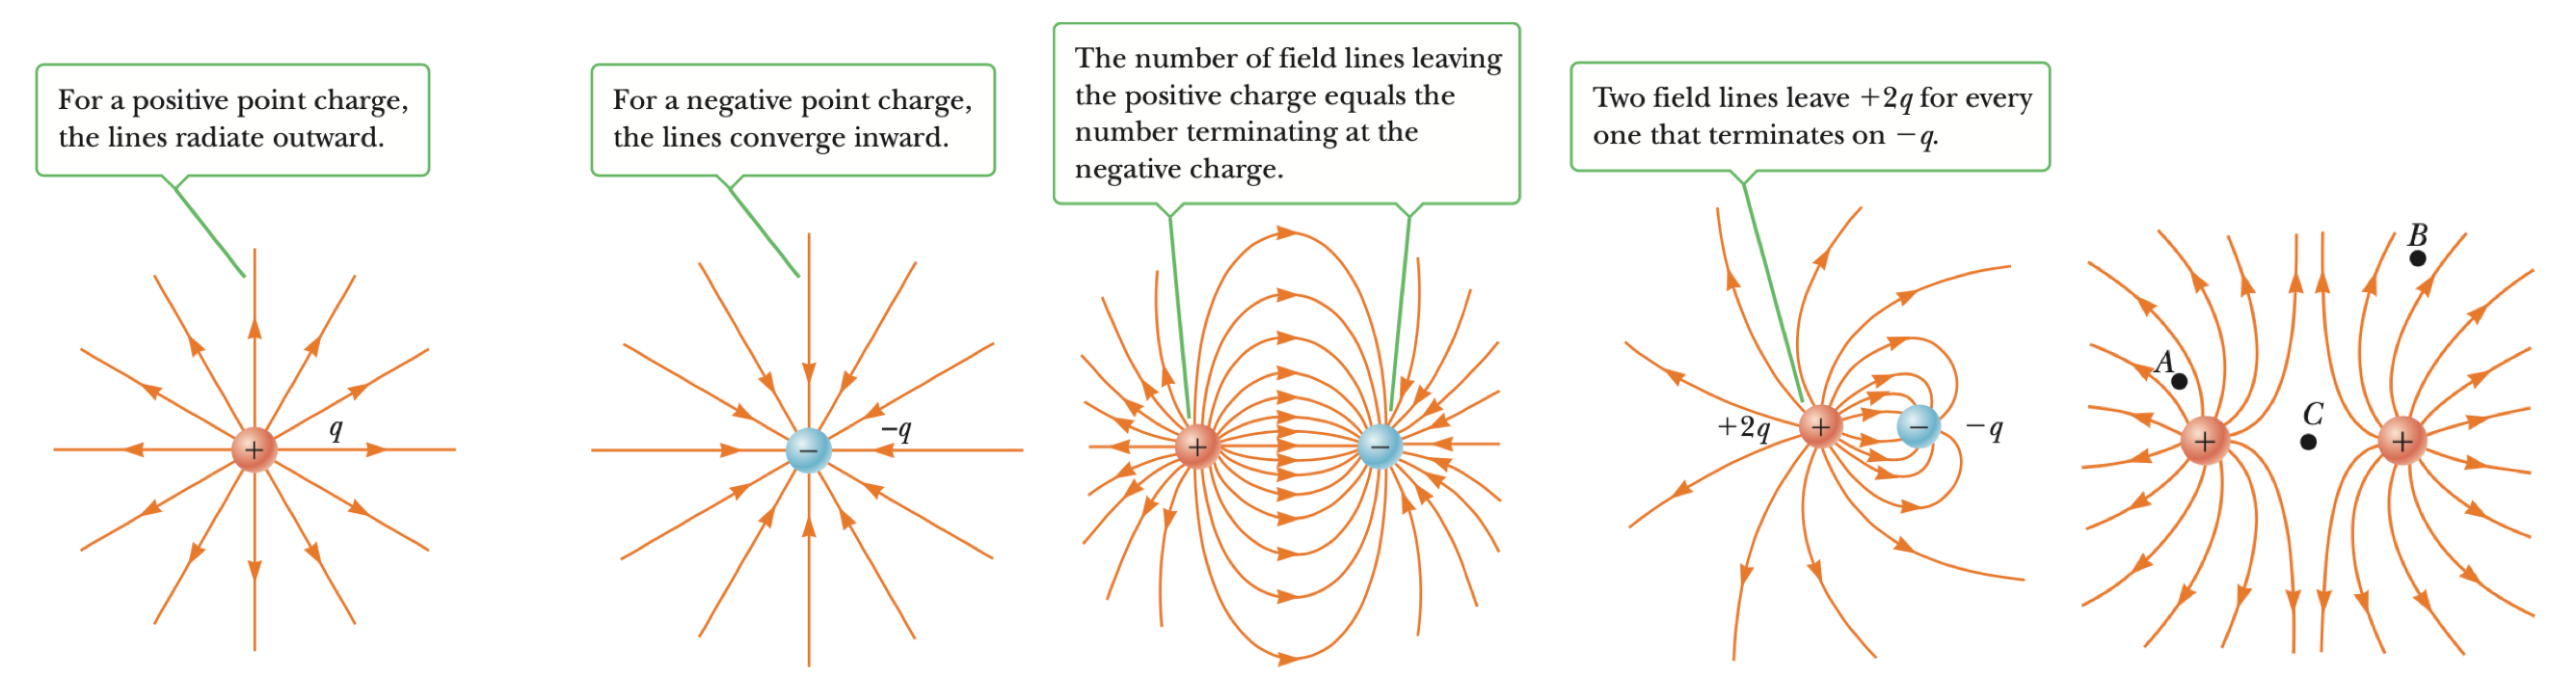 For a positive point charge,
the lines radiate outward.
+
q
For a negative point charge,
the lines converge inward.
−
−q
The number of field lines leaving
the positive charge equals the
number terminating at the
negative charge.
+
−
Two field lines leave +2q for every
one that terminates on −q.
+2q
+
−
−q
A
B
C
+
+